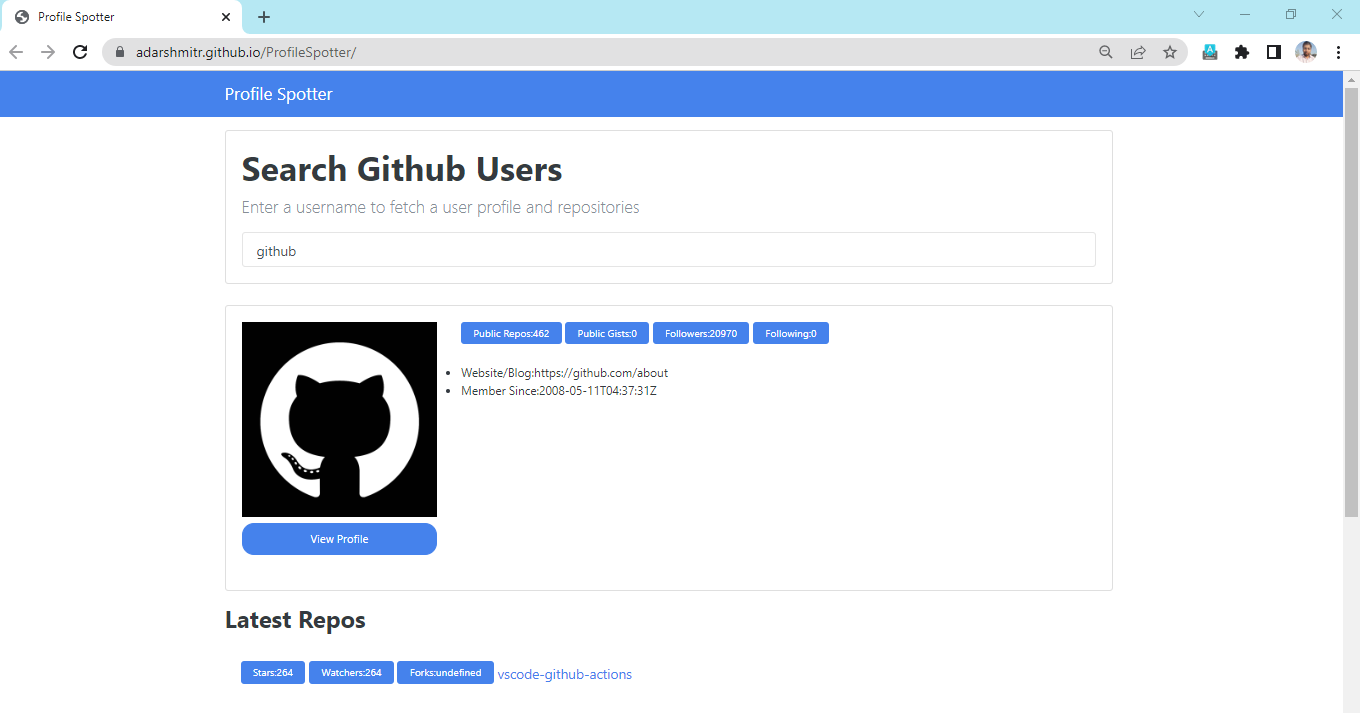 Profile Spotter
adarshmitr.github.io/ProfileSpotter/
Profile Spotter
Search Github Users
Enter a username to fetch a user profile and repositories
github
Public Repos:462 Public Gists:0 Followers:20970 Following:0
Website/Blog:https://github.com/about
Member Since:2008-05-11T04:37:31Z
View Profile
Latest Repos
Stars:264 Watchers:264 Forks:undefined vscode-github-actions